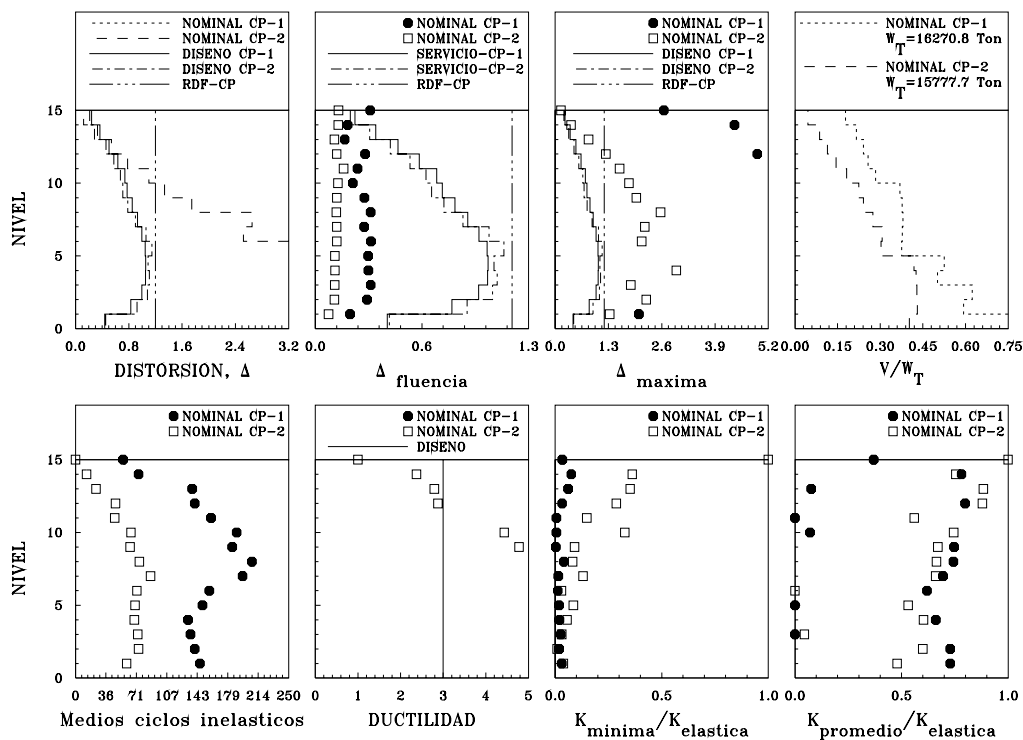 NOMINAL CP-1
NOMINAL CP-2
DISENO CP-1
DISENO CP-2
RDF-CP
NIVEL
15
10
5
0
0.0 0.8 1.6 2.4 3.2
DISTORSION, Δ
NOMINAL CP-1
NOMINAL CP-2
SERVICIO-CP-1
SERVICIO-CP-2
RDF-CP
0.0 0.6 1.3
Δ fluencia
NOMINAL CP-1
NOMINAL CP-2
DISENO CP-1
DISENO CP-2
RDF-CP
0.0 1.3 2.6 3.9 5.2
Δ maxima
NOMINAL CP-1
W_T=16270.8 Ton
NOMINAL CP-2
W_T=15777.7 Ton
0.00 0.15 0.30 0.45 0.60 0.75
V/W_T
NOMINAL CP-1
NOMINAL CP-2
NIVEL
15
10
5
0
0 36 71 107 143 179 214 250
Medios ciclos inelasticos
NOMINAL CP-1
NOMINAL CP-2
DISENO
0 1 2 3 4 5
DUCTILIDAD
NOMINAL CP-1
NOMINAL CP-2
0.0 0.5 1.0
K minima/K elastica
NOMINAL CP-1
NOMINAL CP-2
0.0 0.5 1.0
K promedio/K elastica